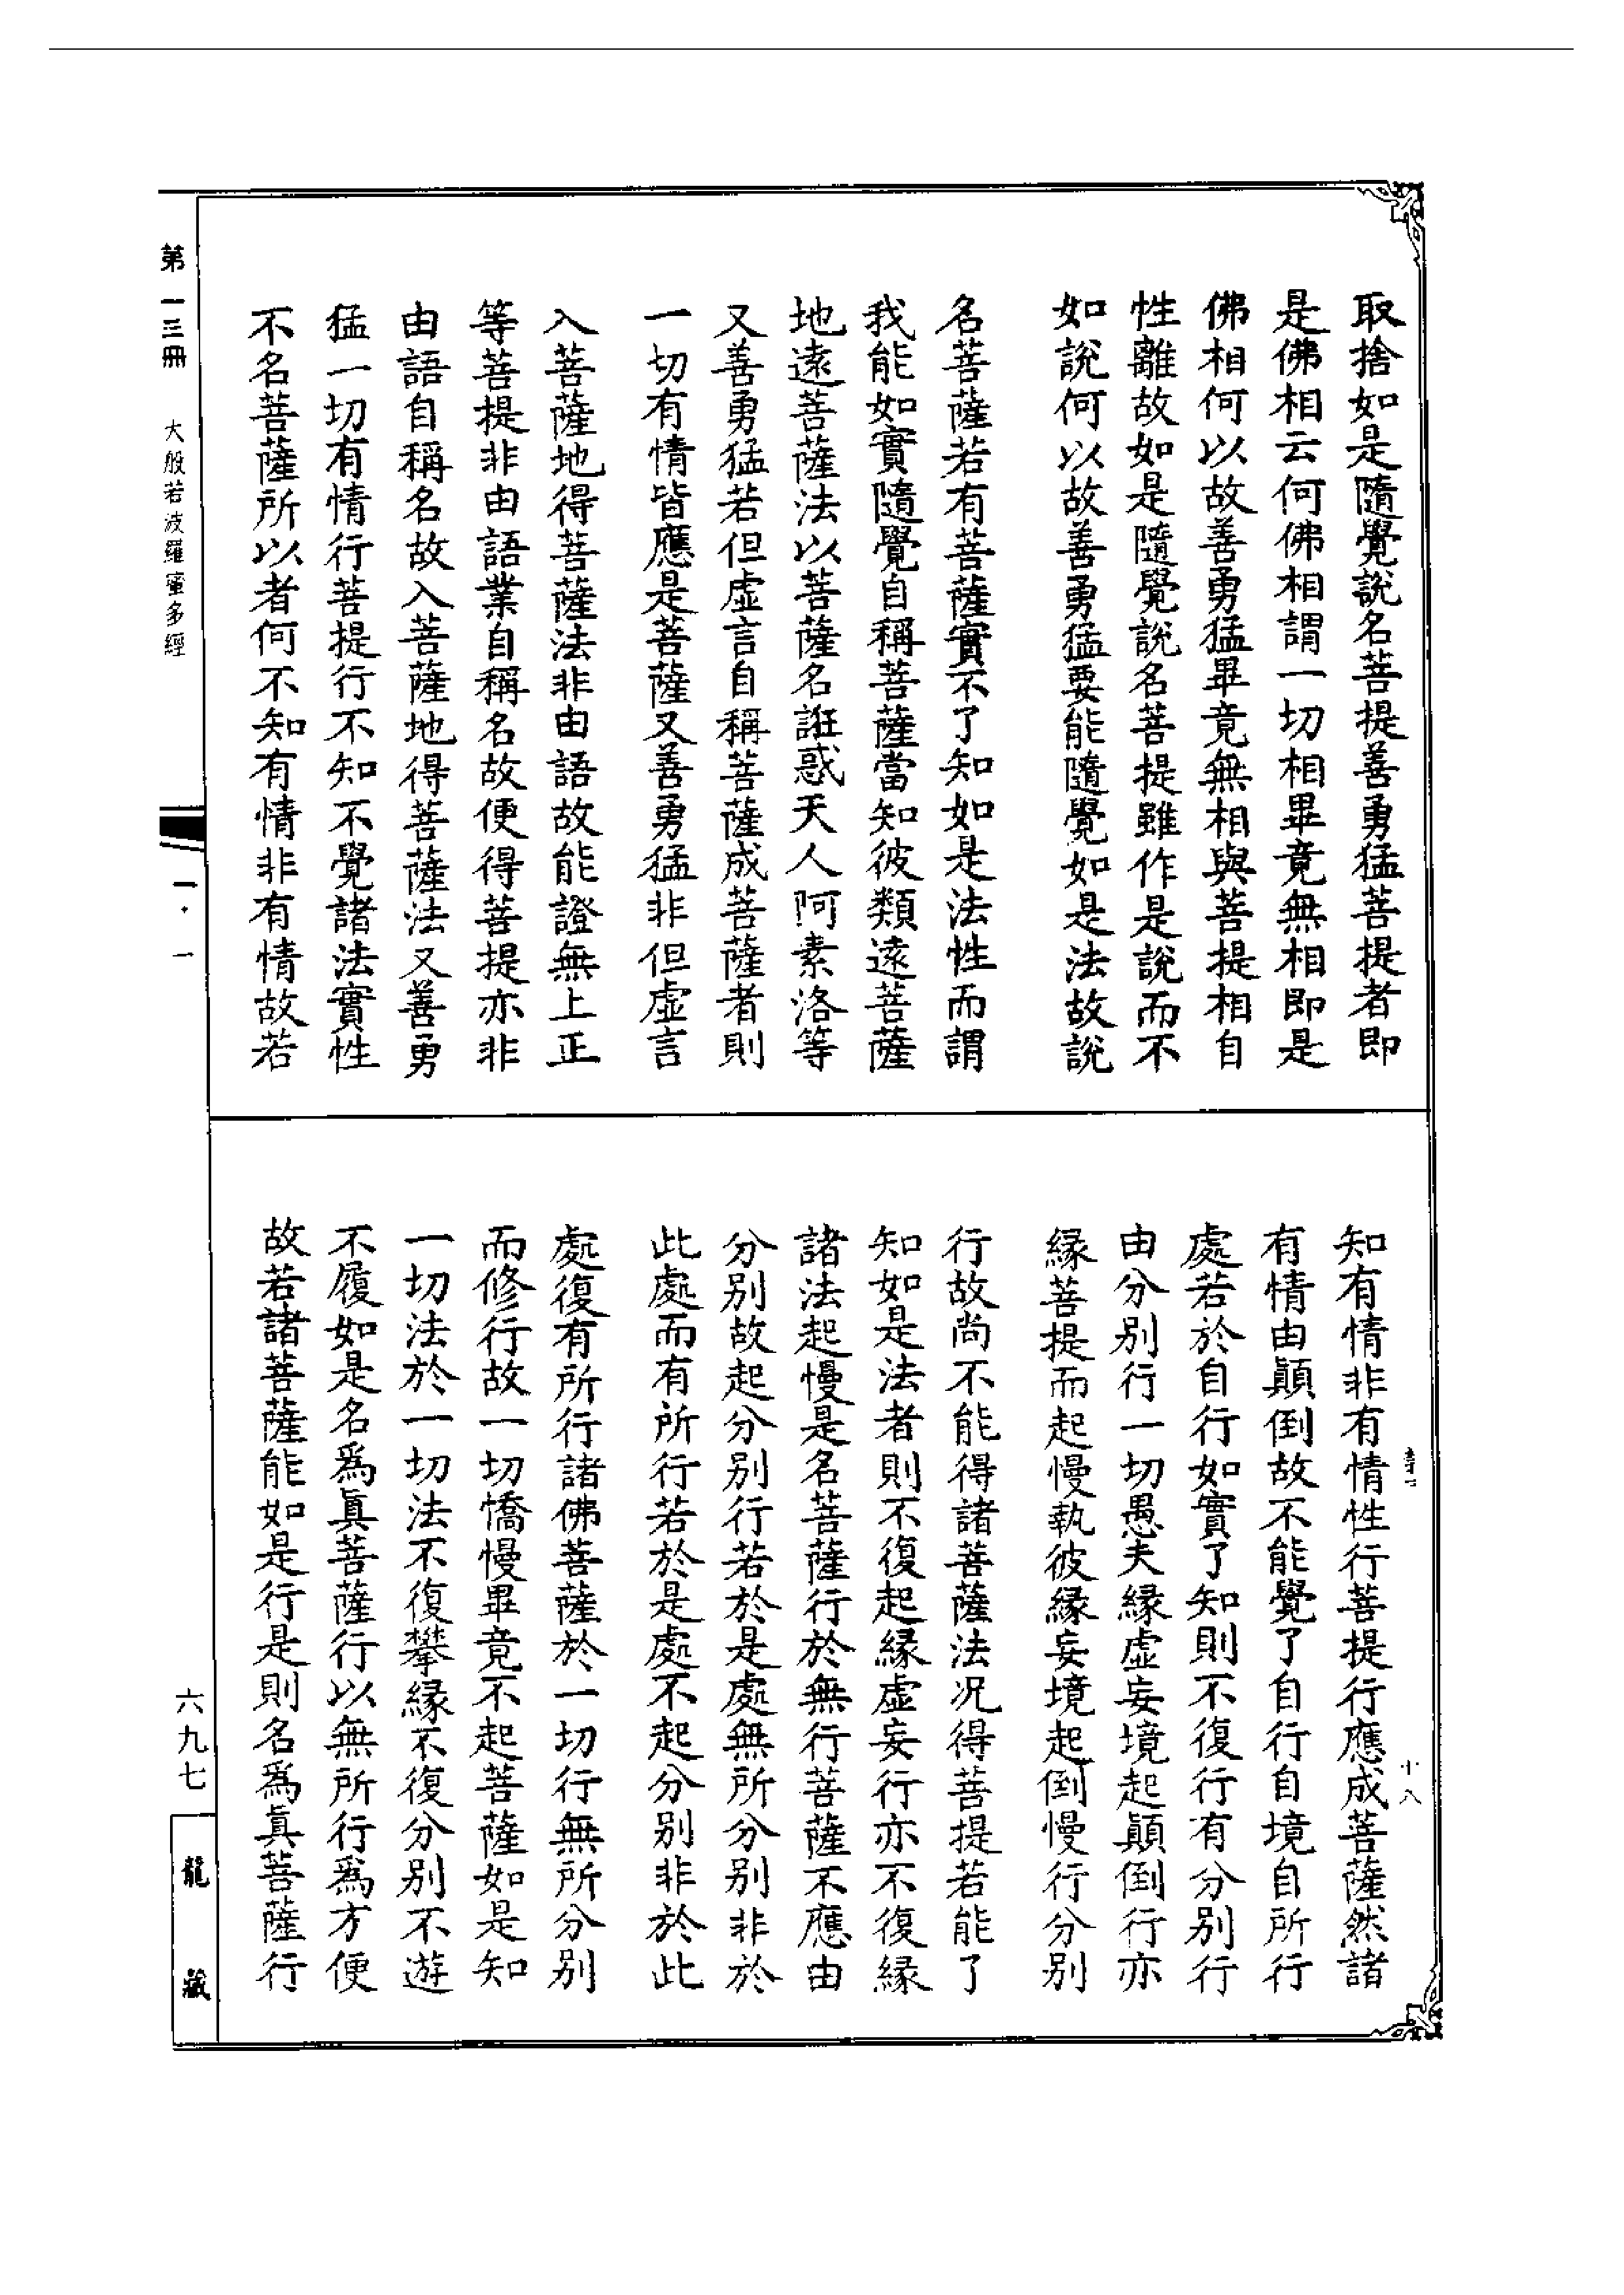 取捨如是隨覺說名菩提善勇猛菩提者即
是佛相云何佛相謂一切相畢竟無相即是
佛相何以故善勇猛畢竟無相與菩提相自
性離故如是隨覺說名菩提雖作是說而不
如說何以故善勇猛要能隨覺如是法故說
名菩薩若有菩薩實不了知如是法性而謂
我能如實隨覺自稱菩薩當知彼類遠菩薩
地遠菩薩法以菩薩名誑惑天人阿素洛等
又善勇猛若但虛言自稱菩薩成菩薩者則
一切有情皆應是菩薩又善勇猛非但虛言
入菩薩地得菩薩法非由語故能證無上正
等菩提非由語業自稱名故便得菩提亦非
由語自稱名故入菩薩地得菩薩法又善勇
猛一切有情行菩提行不知不覺諸法實性
不名菩薩所以者何不知有情非有情故若
知有情非有情性行菩提行應成菩薩然諸
有情由顛倒故不能覺了自行自境自所行
處若於自行如實了知則不復行有分別行
由分別行一切愚夫緣虛妄境起顛倒行亦
緣菩提而起慢執彼緣妄境起倒慢行分別
行故尚不能得諸菩薩法況得菩提若能了
知如是法者則不復起緣虛妄行亦不復緣
諸法起慢是名菩薩行於無行菩薩不應由
分別故起分別行若於是處無所分別非於
此處而有所行若於是處不起分別非於此
處復有所行諸佛菩薩於一切行無所分別
而修行故一切憍慢畢竟不起菩薩如是知
一切法於一切法不復攀緣不復分別不遊
不履如是名爲真菩薩行以無所行爲方便
故若諸菩薩能如是行是則名爲真菩薩行
十八
第一三冊
大般若波羅蜜多經
一·一
六九七
龍藏